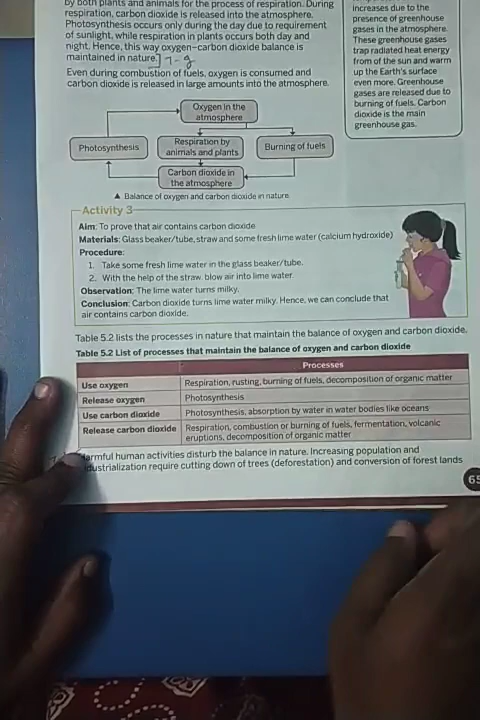 by both plants and animals for the process of respiration. During
respiration, carbon dioxide is released into the atmosphere.
Photosynthesis occurs only during the day due to requirement
of sunlight, while respiration in plants occurs both day and
night. Hence, this way oxygen–carbon dioxide balance is
maintained in nature.
Even during combustion of fuels, oxygen is consumed and
carbon dioxide is released in large amounts into the atmosphere.
increases due to the
presence of greenhouse
gases in the atmosphere.
These greenhouse gases
trap radiated heat energy
from of the sun and warm
up the Earth's surface
even more. Greenhouse
gases are released due to
burning of fuels. Carbon
dioxide is the main
greenhouse gas.
Oxygen in the
atmosphere
Photosynthesis
Respiration by
animals and plants
Burning of fuels
Carbon dioxide in
the atmosphere
▲ Balance of oxygen and carbon dioxide in nature
Activity 3
Aim: To prove that air contains carbon dioxide
Materials: Glass beaker/tube, straw and some fresh lime water (calcium hydroxide)
Procedure:
1. Take some fresh lime water in the glass beaker/tube.
2. With the help of the straw, blow air into lime water.
Observation: The lime water turns milky.
Conclusion: Carbon dioxide turns lime water milky. Hence, we can conclude that
air contains carbon dioxide.
Table 5.2 lists the processes in nature that maintain the balance of oxygen and carbon dioxide.
Table 5.2 List of processes that maintain the balance of oxygen and carbon dioxide
Processes
Use oxygen Respiration, rusting, burning of fuels, decomposition of organic matter
Release oxygen Photosynthesis
Use carbon dioxide Photosynthesis, absorption by water in water bodies like oceans
Release carbon dioxide Respiration, combustion or burning of fuels, fermentation, volcanic
eruptions, decomposition of organic matter
armful human activities disturb the balance in nature. Increasing population and
dustrialization require cutting down of trees (deforestation) and conversion of forest lands
65